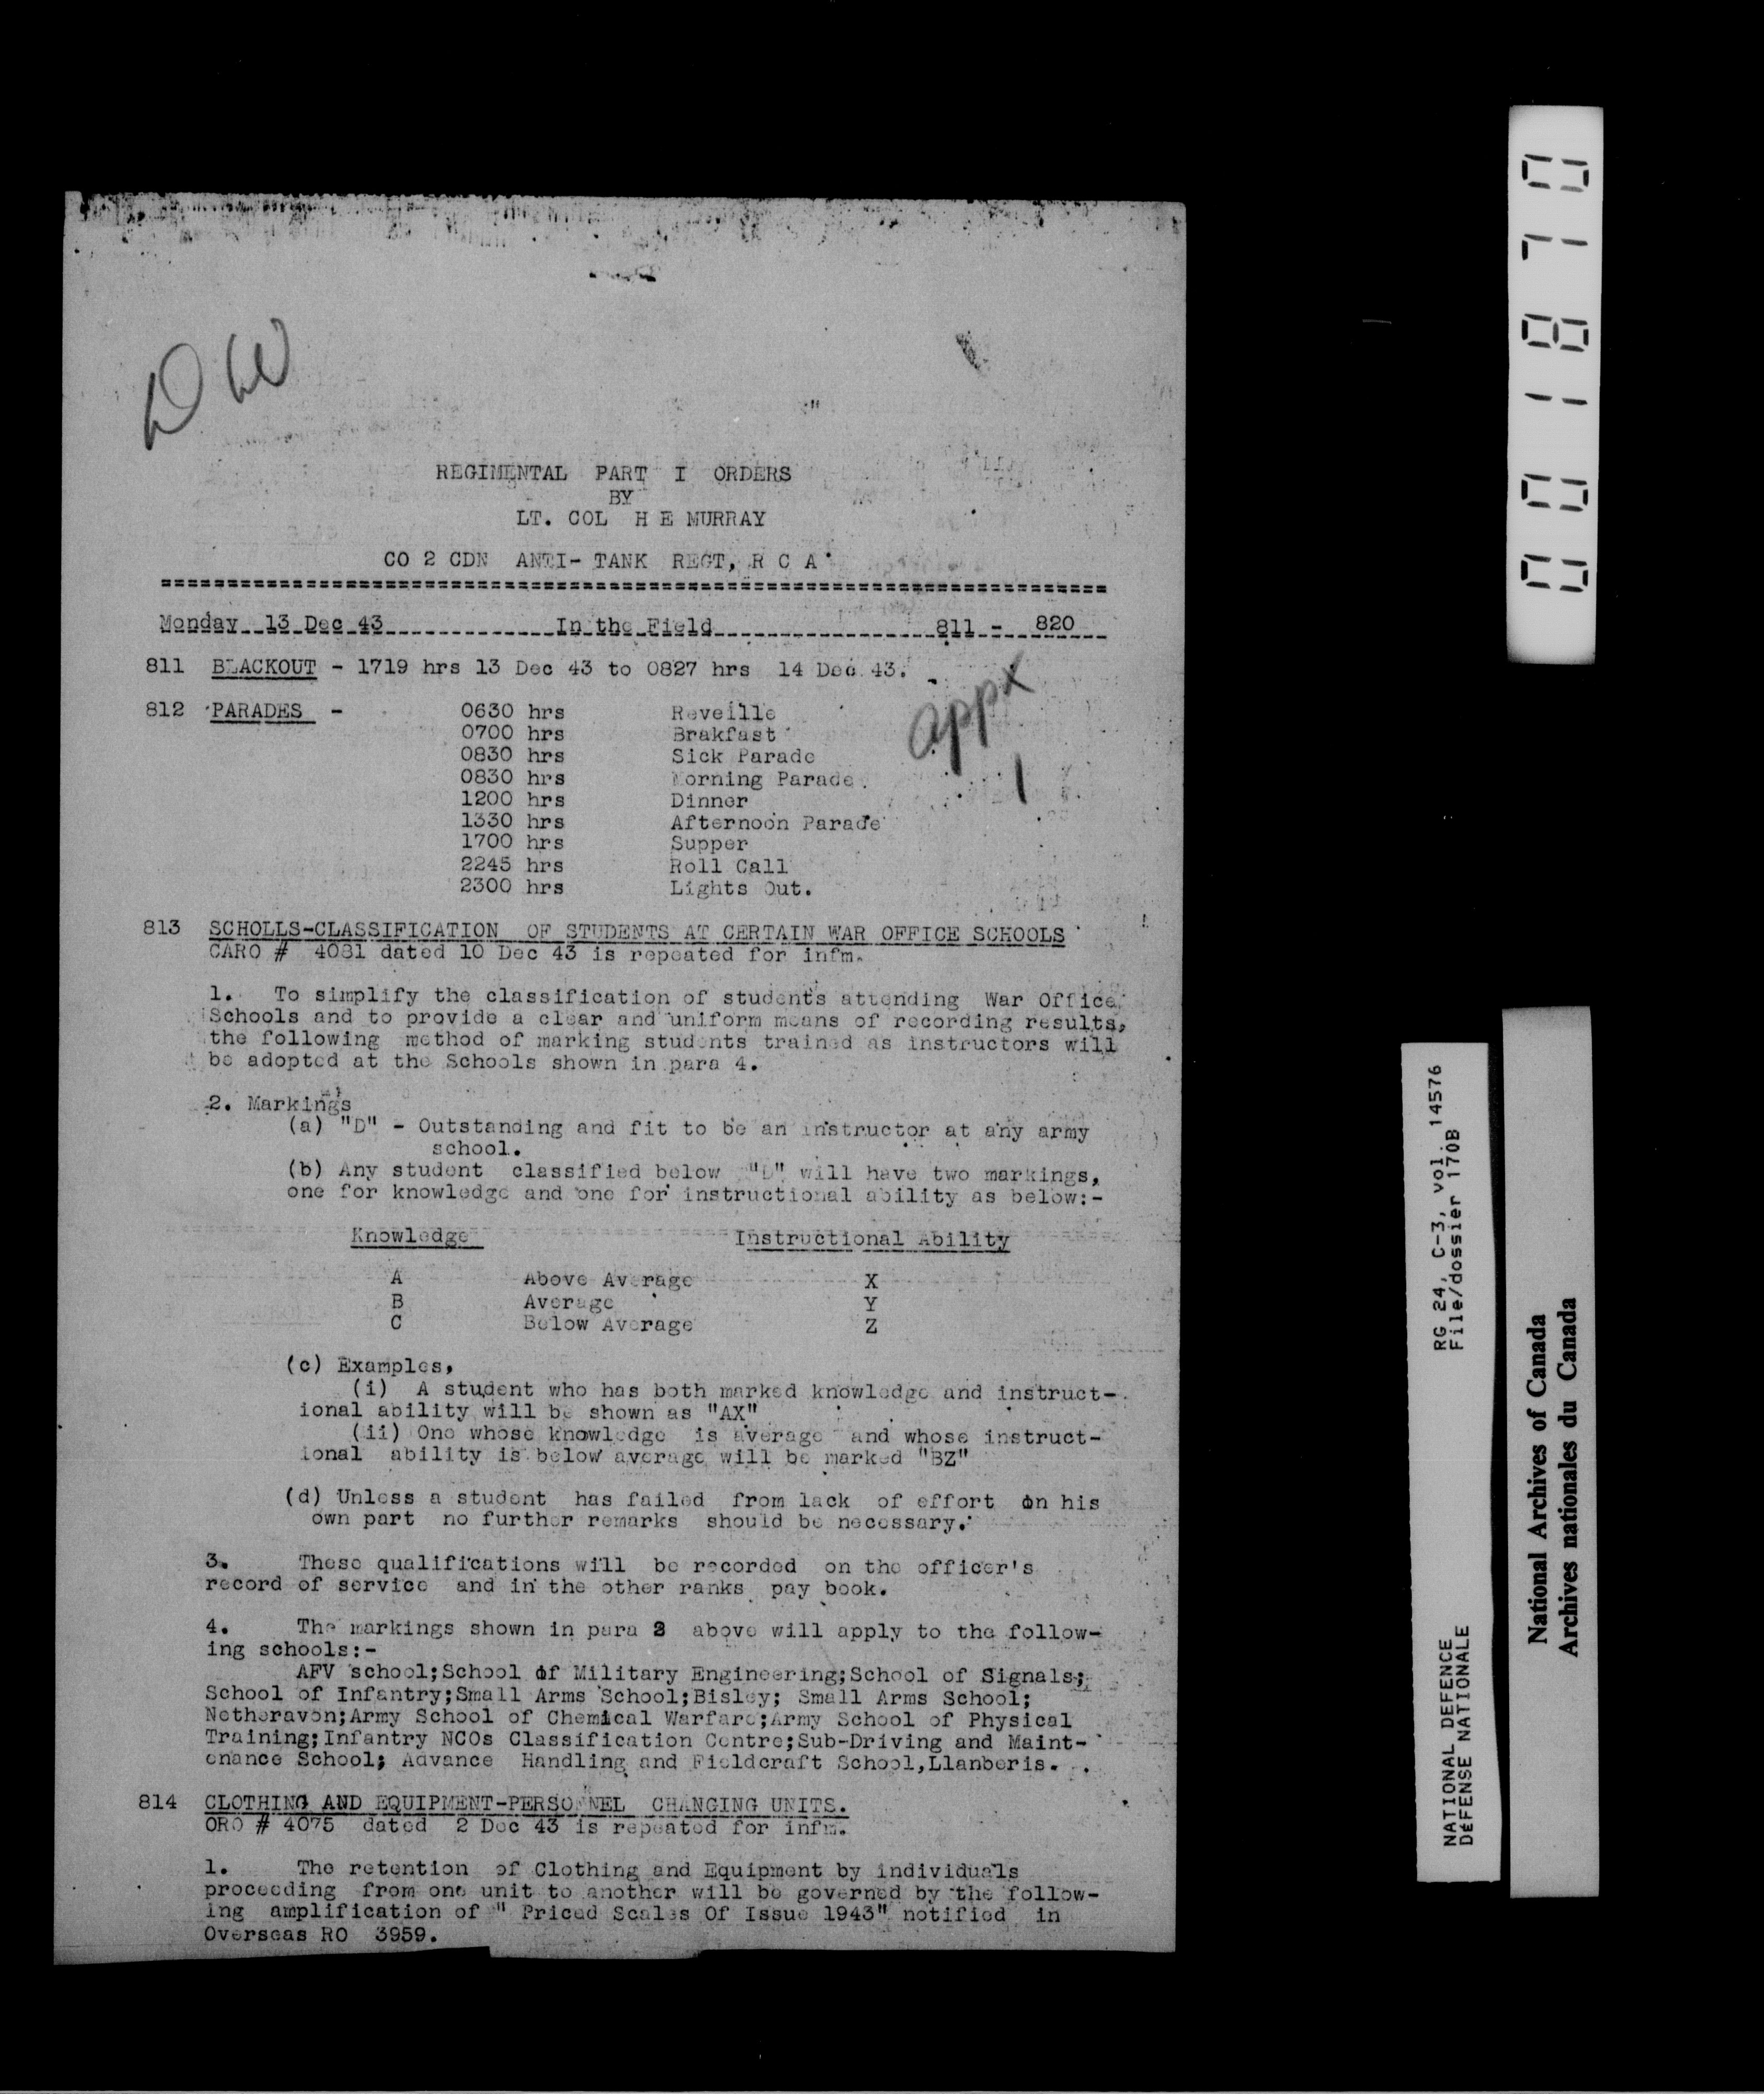 DW
REGIMENTAL PART I ORDERS
BY
LT. COL H E MURRAY
CO 2 CDN ANTI- TANK REGT, R C A
Monday 13 Dec 43 In the Field 811 - 820
811 BLACKOUT - 1719 hrs 13 Dec 43 to 0827 hrs 14 Dec 43.
appx
1
812 PARADES -
0630 hrs Reveille
0700 hrs Brakfast
0830 hrs Sick Parade
0830 hrs Morning Parade.
1200 hrs Dinner
1330 hrs Afternoon Parade
1700 hrs Supper
2245 hrs Roll Call
2300 hrs Lights Out.
813 SCHOLLS-CLASSIFICATION OF STUDENTS AT CERTAIN WAR OFFICE SCHOOLS
CARO # 4081 dated 10 Dec 43 is repeated for infm.
1. To simplify the classification of students attending War Office
Schools and to provide a clear and uniform means of recording results,
the following method of marking students trained as instructors will
be adopted at the Schools shown in para 4.
2. Markings
(a) "D" - Outstanding and fit to be an instructor at any army
school.
(b) Any student classified below "D" will have two markings,
one for knowledge and one for instructional ability as below:-
Knowledge Instructional Ability
A Above Average X
B Average Y
C Below Average Z
(c) Examples,
(i) A student who has both marked knowledge and instruct-
ional ability will be shown as "AX"
(ii) One whose knowledge is average and whose instruct-
ional ability is below average will be marked "BZ"
(d) Unless a student has failed from lack of effort on his
own part no further remarks should be necessary.
3. These qualifications will be recorded on the officer's
record of service and in the other ranks pay book.
4. The markings shown in para 2 above will apply to the follow-
ing schools:-
AFV school;School of Military Engineering;School of Signals;
School of Infantry;Small Arms School;Bisley; Small Arms School;
Netheravon;Army School of Chemical Warfare;Army School of Physical
Training;Infantry NCOs Classification Centre;Sub-Driving and Maint-
enance School; Advance Handling and Fieldcraft School,Llanberis.
814 CLOTHING AND EQUIPMENT-PERSONNEL CHANGING UNITS.
ORO # 4075 dated 2 Dec 43 is repeated for infm.
1. The retention of Clothing and Equipment by individuals
proceeding from one unit to another will be governed by the follow-
ing amplification of " Priced Scales Of Issue 1943" notified in
Overseas RO 3959.
0001870
NATIONAL DEFENCE RG 24, C-3, vol. 14576
DÉFENSE NATIONALE File/dossier 170B
National Archives of Canada
Archives nationales du Canada